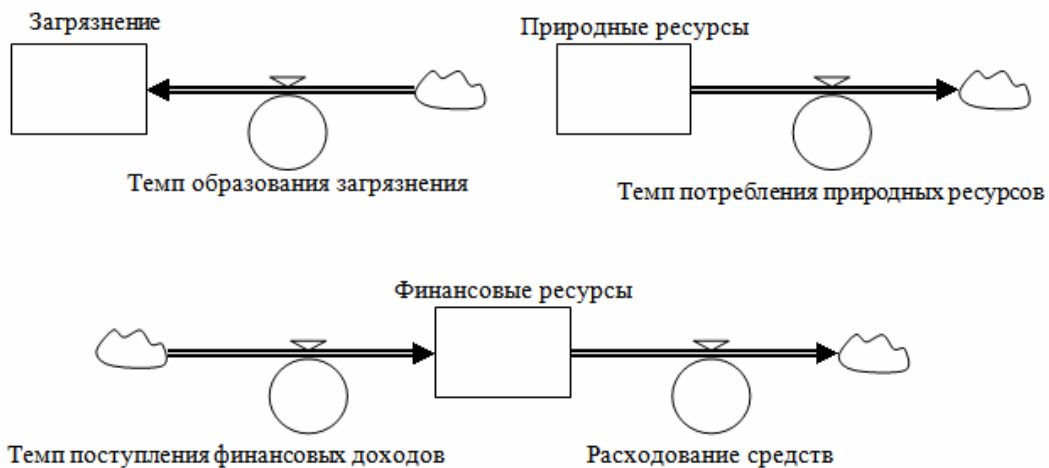 Загрязнение
Природные ресурсы
Темп образования загрязнения
Темп потребления природных ресурсов
Финансовые ресурсы
Темп поступления финансовых доходов
Расходование средств